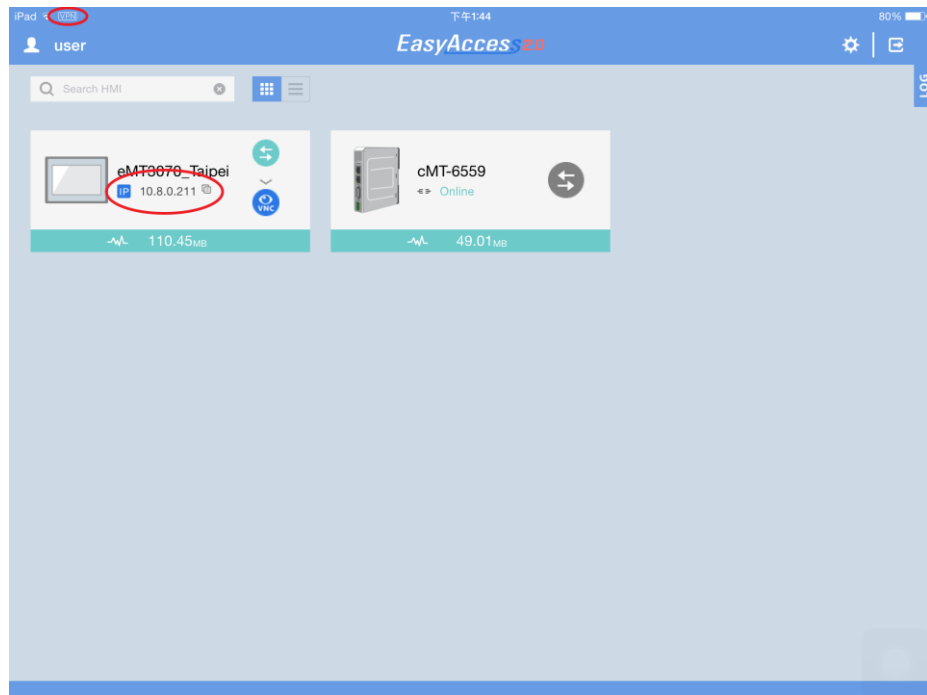 iPad VPN 下午1:44 80%
user EasyAccess2.0
LOG
Search HMI
eMT3070_Taipei
IP 10.8.0.211
VNC
110.45MB
cMT-6559
Online
49.01MB